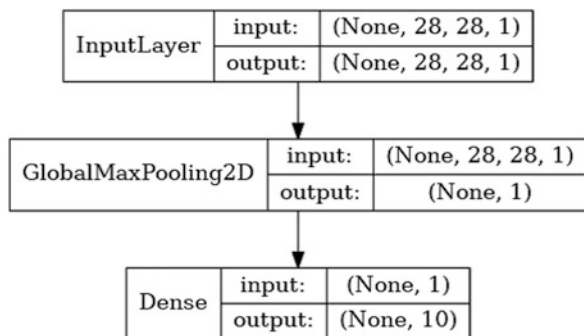 InputLayer
input: (None, 28, 28, 1)
output: (None, 28, 28, 1)
GlobalMaxPooling2D
input: (None, 28, 28, 1)
output: (None, 1)
Dense
input: (None, 1)
output: (None, 10)